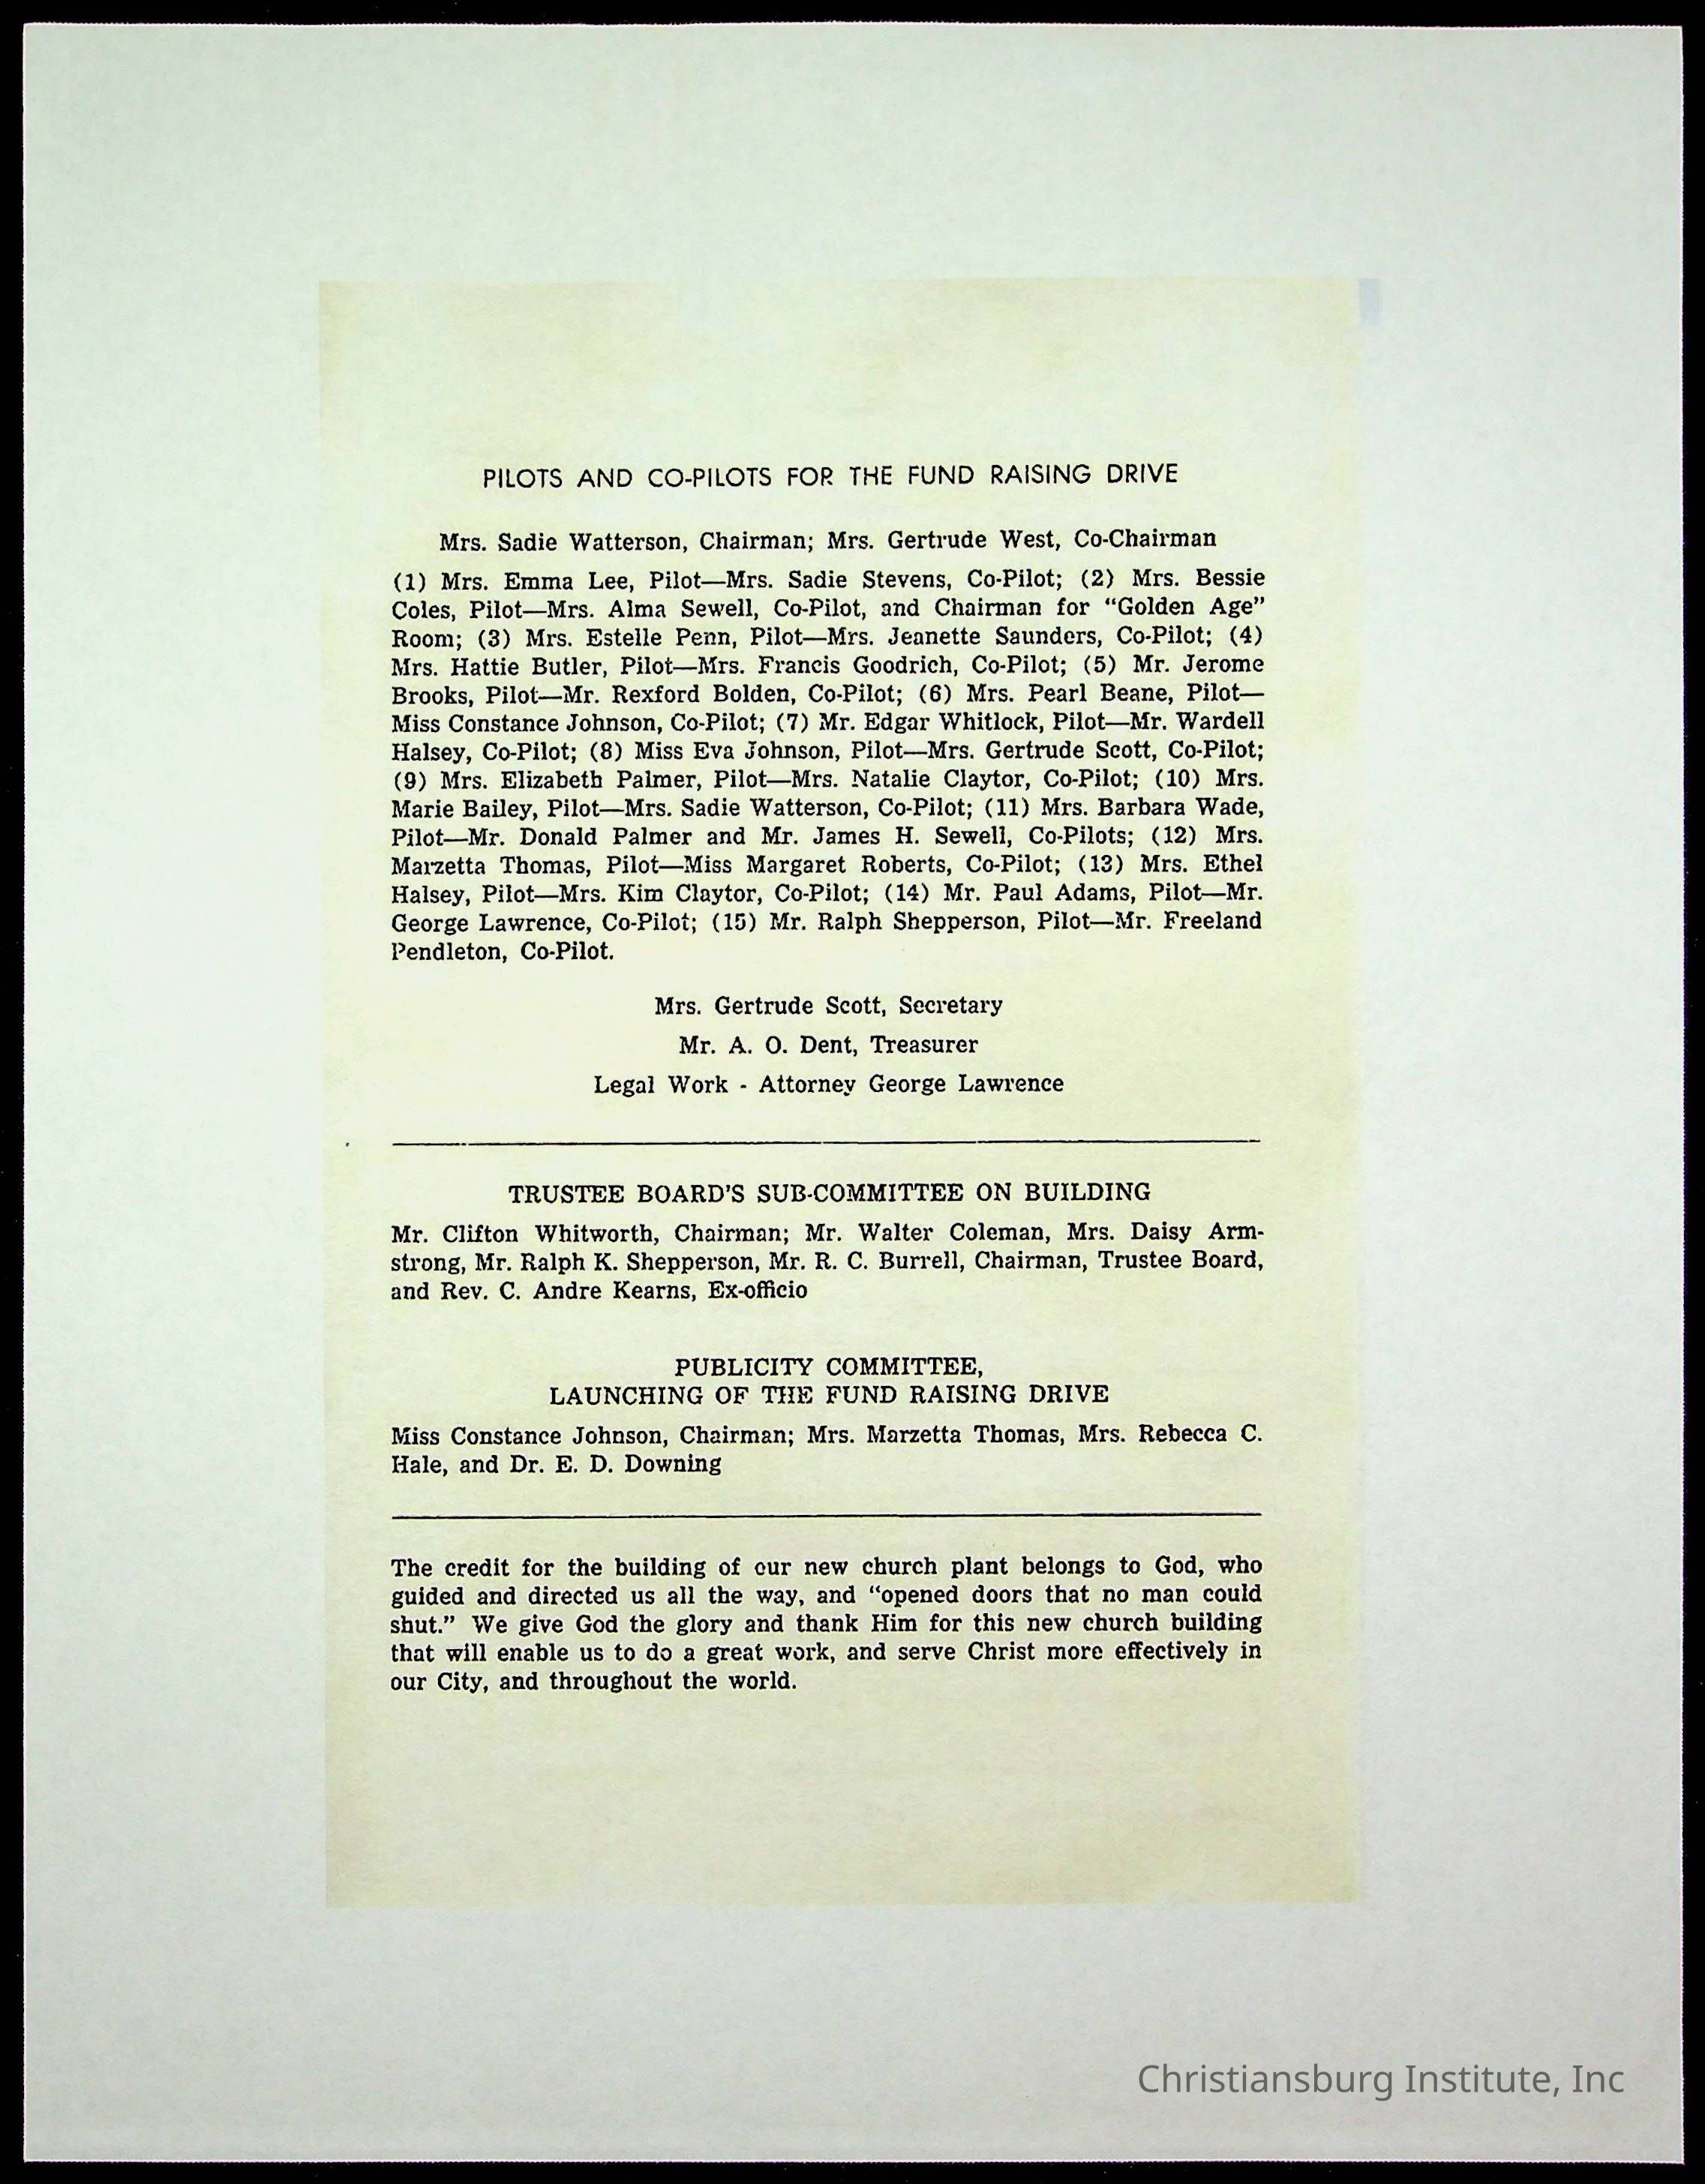 PILOTS AND CO-PILOTS FOR THE FUND RAISING DRIVE
Mrs. Sadie Watterson, Chairman; Mrs. Gertrude West, Co-Chairman
(1) Mrs. Emma Lee, Pilot—Mrs. Sadie Stevens, Co-Pilot; (2) Mrs. Bessie
Coles, Pilot—Mrs. Alma Sewell, Co-Pilot, and Chairman for “Golden Age”
Room; (3) Mrs. Estelle Penn, Pilot—Mrs. Jeanette Saunders, Co-Pilot; (4)
Mrs. Hattie Butler, Pilot—Mrs. Francis Goodrich, Co-Pilot; (5) Mr. Jerome
Brooks, Pilot—Mr. Rexford Bolden, Co-Pilot; (6) Mrs. Pearl Beane, Pilot—
Miss Constance Johnson, Co-Pilot; (7) Mr. Edgar Whitlock, Pilot—Mr. Wardell
Halsey, Co-Pilot; (8) Miss Eva Johnson, Pilot—Mrs. Gertrude Scott, Co-Pilot;
(9) Mrs. Elizabeth Palmer, Pilot—Mrs. Natalie Claytor, Co-Pilot; (10) Mrs.
Marie Bailey, Pilot—Mrs. Sadie Watterson, Co-Pilot; (11) Mrs. Barbara Wade,
Pilot—Mr. Donald Palmer and Mr. James H. Sewell, Co-Pilots; (12) Mrs.
Marzetta Thomas, Pilot—Miss Margaret Roberts, Co-Pilot; (13) Mrs. Ethel
Halsey, Pilot—Mrs. Kim Claytor, Co-Pilot; (14) Mr. Paul Adams, Pilot—Mr.
George Lawrence, Co-Pilot; (15) Mr. Ralph Shepperson, Pilot—Mr. Freeland
Pendleton, Co-Pilot.
Mrs. Gertrude Scott, Secretary
Mr. A. O. Dent, Treasurer
Legal Work - Attorney George Lawrence
TRUSTEE BOARD'S SUB-COMMITTEE ON BUILDING
Mr. Clifton Whitworth, Chairman; Mr. Walter Coleman, Mrs. Daisy Arm-
strong, Mr. Ralph K. Shepperson, Mr. R. C. Burrell, Chairman, Trustee Board,
and Rev. C. Andre Kearns, Ex-officio
PUBLICITY COMMITTEE,
LAUNCHING OF THE FUND RAISING DRIVE
Miss Constance Johnson, Chairman; Mrs. Marzetta Thomas, Mrs. Rebecca C.
Hale, and Dr. E. D. Downing
The credit for the building of our new church plant belongs to God, who
guided and directed us all the way, and “opened doors that no man could
shut.” We give God the glory and thank Him for this new church building
that will enable us to do a great work, and serve Christ more effectively in
our City, and throughout the world.
Christiansburg Institute, Inc